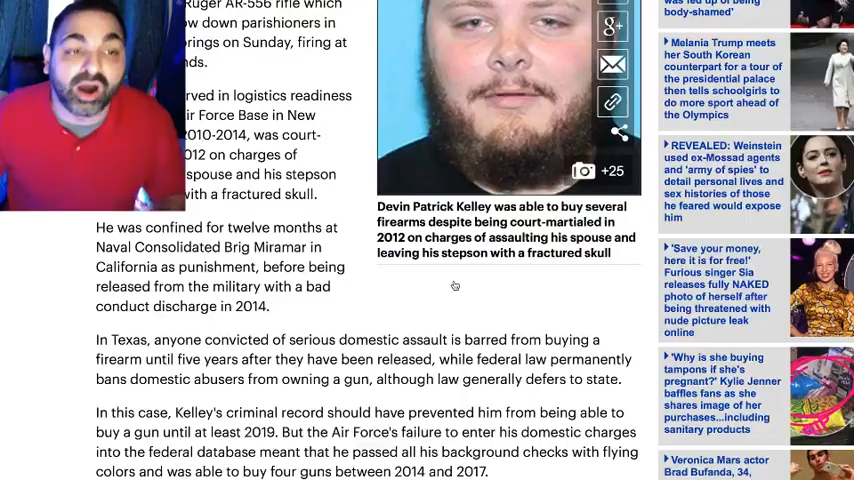 Ruger AR-556 rifle which
ow down parishioners in
rings on Sunday, firing at
nds.
rved in logistics readiness
ir Force Base in New
2010-2014, was court-
012 on charges of
spouse and his stepson
with a fractured skull.
He was confined for twelve months at
Naval Consolidated Brig Miramar in
California as punishment, before being
released from the military with a bad
conduct discharge in 2014.
g+
+25
Devin Patrick Kelley was able to buy several
firearms despite being court-martialed in
2012 on charges of assaulting his spouse and
leaving his stepson with a fractured skull
In Texas, anyone convicted of serious domestic assault is barred from buying a
firearm until five years after they have been released, while federal law permanently
bans domestic abusers from owning a gun, although law generally defers to state.
In this case, Kelley's criminal record should have prevented him from being able to
buy a gun until at least 2019. But the Air Force's failure to enter his domestic charges
into the federal database meant that he passed all his background checks with flying
colors and was able to buy four guns between 2014 and 2017.
was fed up of being
body-shamed'
Melania Trump meets
her South Korean
counterpart for a tour of
the presidential palace
then tells schoolgirls to
do more sport ahead of
the Olympics
REVEALED: Weinstein
used ex-Mossad agents
and 'army of spies' to
detail personal lives and
sex histories of those
he feared would expose
him
'Save your money,
here it is for free!'
Furious singer Sia
releases fully NAKED
photo of herself after
being threatened with
nude picture leak
online
'Why is she buying
tampons if she's
pregnant?' Kylie Jenner
baffles fans as she
shares image of her
purchases...including
sanitary products
Veronica Mars actor
Brad Bufanda, 34,